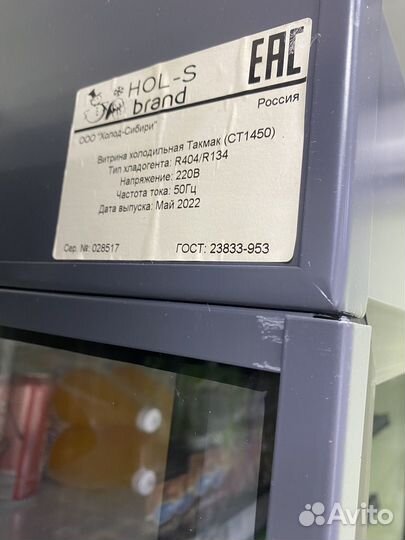 HOL-S
brand
EAC
Россия
ООО "Холод-Сибири"
Витрина холодильная Такмак (СТ1450)
Тип хладогента: R404/R134
Напряжение: 220В
Частота тока: 50Гц
Дата выпуска: Май 2022
Сер. №: 028517
ГОСТ: 23833-953
Avito